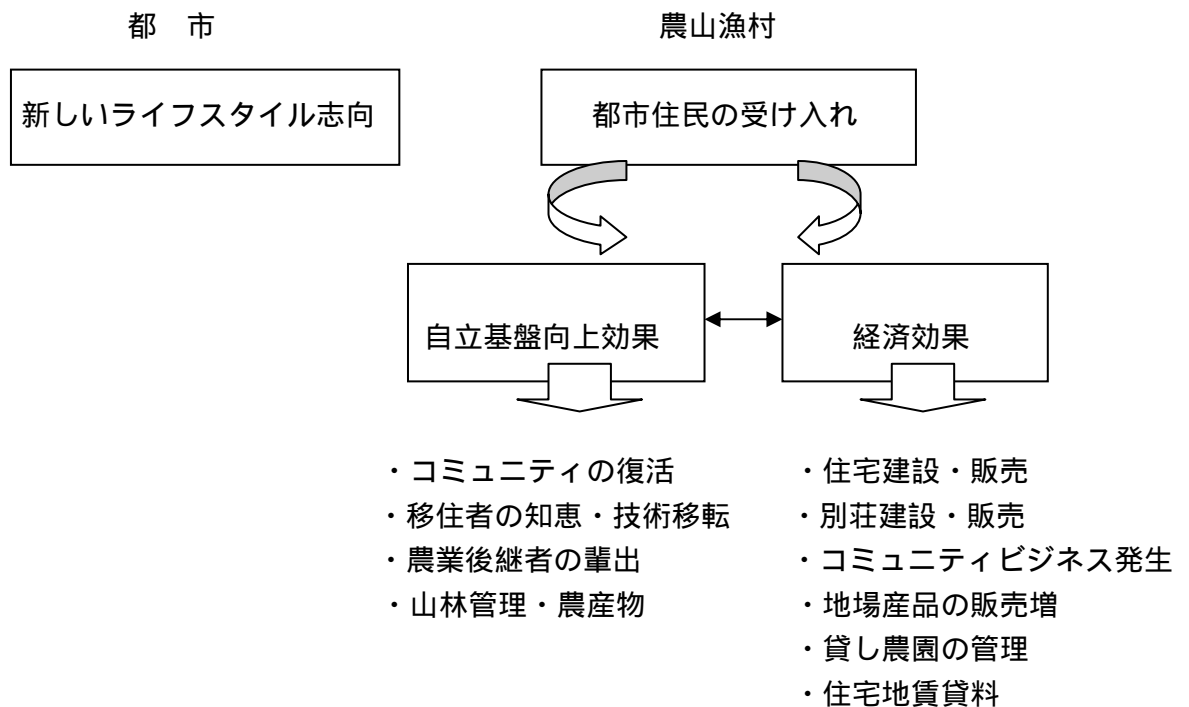 都　市
農山漁村
新しいライフスタイル志向
都市住民の受け入れ
自立基盤向上効果
経済効果
・コミュニティの復活
・移住者の知恵・技術移転
・農業後継者の輩出
・山林管理・農産物
・住宅建設・販売
・別荘建設・販売
・コミュニティビジネス発生
・地場産品の販売増
・貸し農園の管理
・住宅地賃貸料